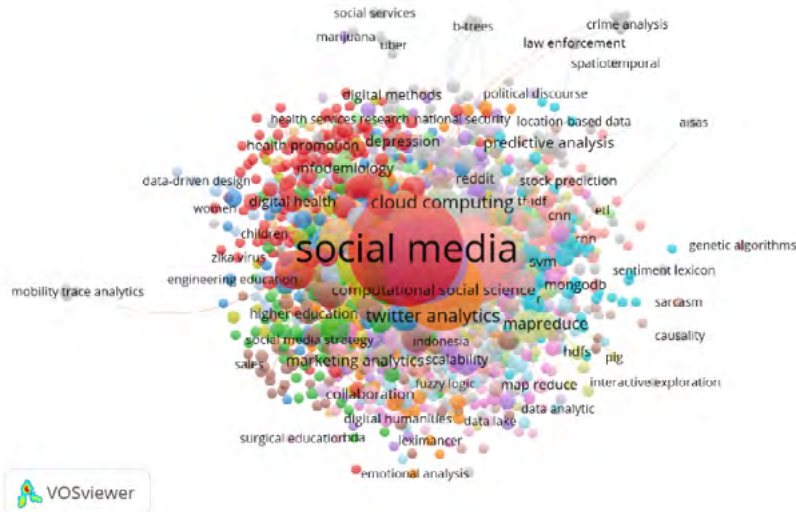 social services
b-trees
crime analysis
marijuana
uber
law enforcement
spatiotemporal
digital methods
political discourse
health services research
national security
location-based data
aisas
health promotion
depression
predictive analysis
infodemiology
reddit
stock prediction
data-driven design
digital health
cloud computing
tf-idf
cnn
etl
women
children
social media
rnn
genetic algorithms
zika virus
svm
sentiment lexicon
engineering education
computational social science
mongodb
mobility trace analytics
r
sarcasm
higher education
twitter analytics
mapreduce
causality
social media strategy
indonesia
hdfs
sales
marketing analytics
scalability
pig
fuzzy logic
map reduce
interactive exploration
collaboration
data analytic
digital humanities
data lake
surgical education
hda
leximancer
emotional analysis
VOSviewer